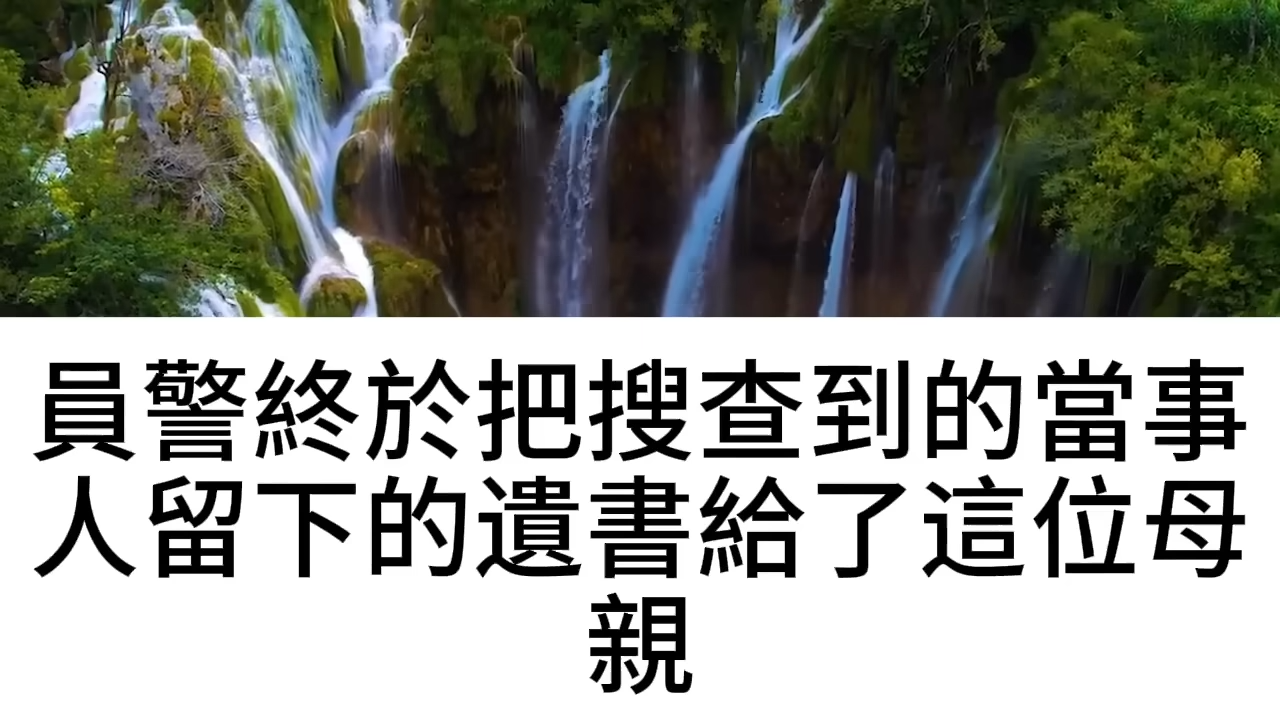 員警終於把搜查到的當事
人留下的遺書給了這位母
親